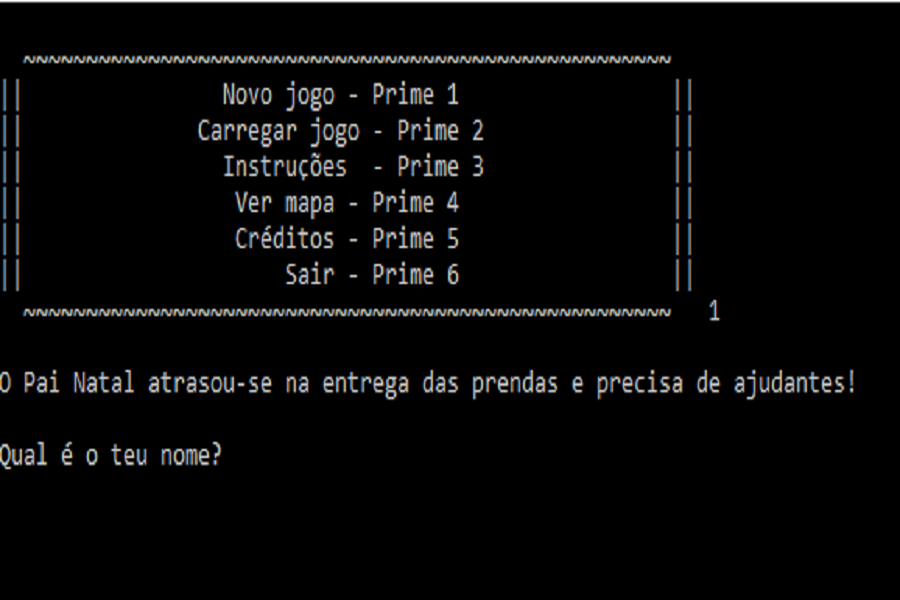 ~~~~~~~~~~~~~~~~~~~~~~~~~~~~~~~~~~~~~~~~~~~~~~~~~~~~
|| Novo jogo - Prime 1 ||
|| Carregar jogo - Prime 2 ||
|| Instruções  - Prime 3 ||
|| Ver mapa - Prime 4 ||
|| Créditos - Prime 5 ||
|| Sair - Prime 6 ||
~~~~~~~~~~~~~~~~~~~~~~~~~~~~~~~~~~~~~~~~~~~~~~~~~~~~ 1
O Pai Natal atrasou-se na entrega das prendas e precisa de ajudantes!
Qual é o teu nome?